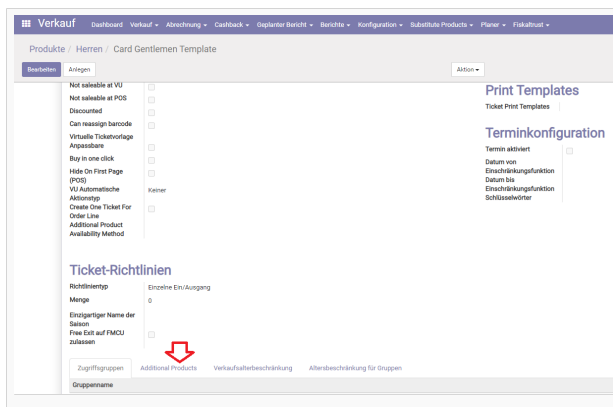 Verkauf Dashboard Verkauf Abrechnung Cashback Geplanter Bericht Berichte Konfiguration Substitute Products Planer Fiskaltrust
Produkte / Herren / Card Gentlemen Template
Bearbeiten Anlegen Aktion
Not saleable at VU
Not saleable at POS
Discounted
Can reassign barcode
Virtuelle Ticketvorlage
Anpassbare
Buy in one click
Hide On First Page
(POS)
VU Automatische
Aktionstyp
Keiner
Create One Ticket For
Order Line
Additional Product
Availability Method
Print Templates
Ticket Print Templates
Terminkonfiguration
Termin aktiviert
Datum von
Einschränkungsfunktion
Datum bis
Einschränkungsfunktion
Schlüsselwörter
Ticket-Richtlinien
Richtlinientyp Einzelne Ein/Ausgang
Menge 0
Einzigartiger Name der
Saison
Free Exit auf FMCU
zulassen
Zugriffsgruppen Additional Products Verkaufsalterbeschränkung Altersbeschränkung für Gruppen
Gruppenname